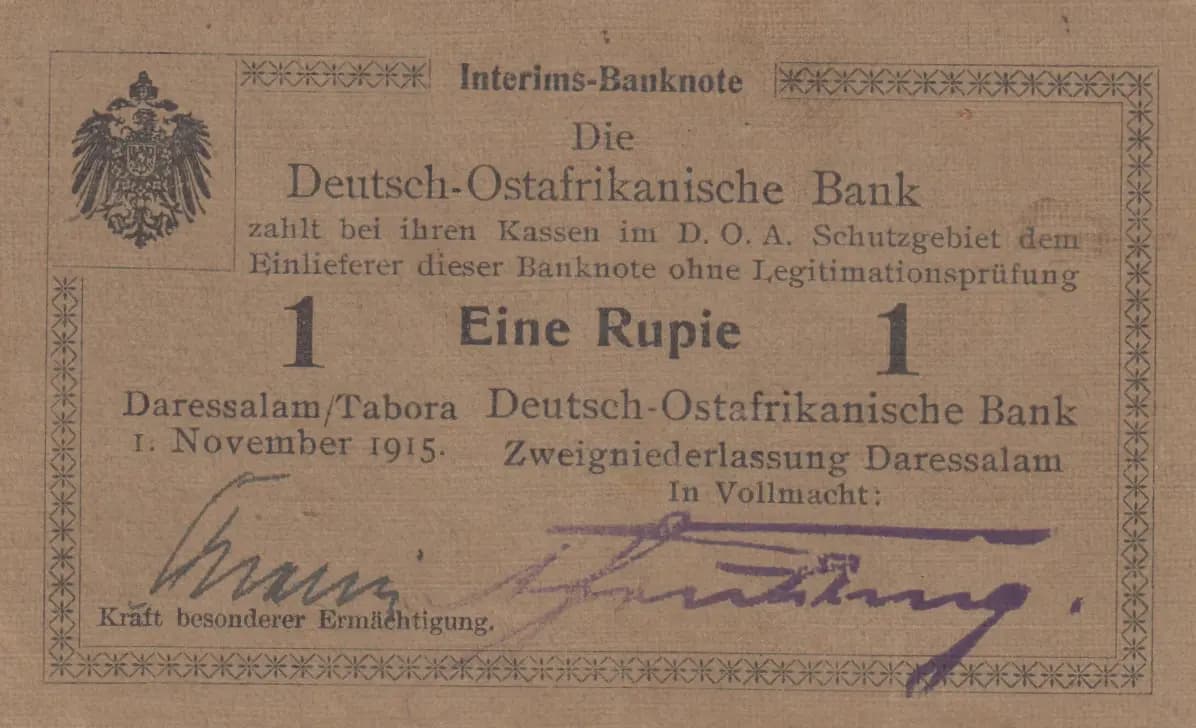 Interims-Banknote
Die
Deutsch-Ostafrikanische Bank
zahlt bei ihren Kassen im D. O. A. Schutzgebiet dem
Einlieferer dieser Banknote ohne Legitimationsprüfung
1 Eine Rupie 1
Daressalam/Tabora
1. November 1915.
Deutsch-Ostafrikanische Bank
Zweigniederlassung Daressalam
In Vollmacht:
Kraft besonderer Ermächtigung.